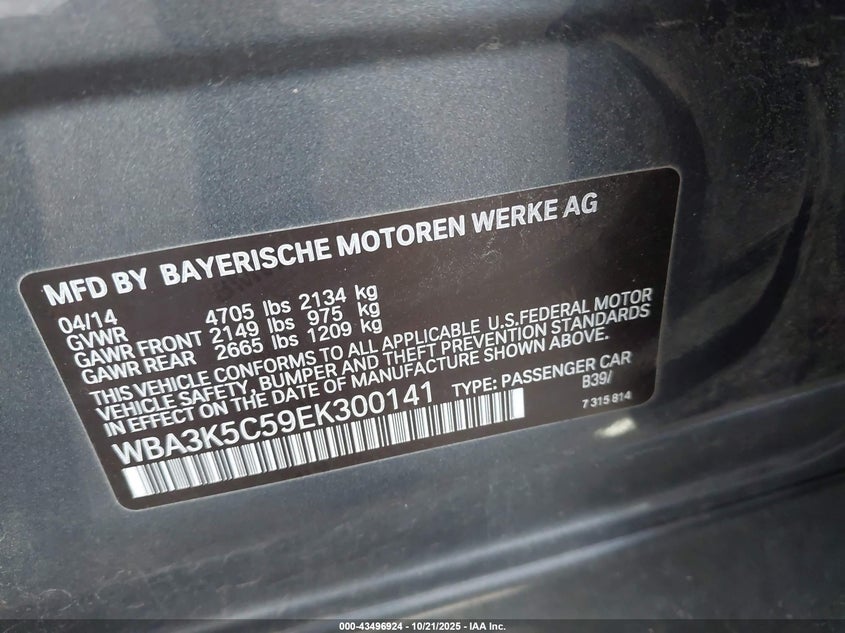 MFD BY BAYERISCHE MOTOREN WERKE AG
04/14
GVWR 4705 lbs 2134 kg
GAWR FRONT 2149 lbs 975 kg
GAWR REAR 2665 lbs 1209 kg
THIS VEHICLE CONFORMS TO ALL APPLICABLE U.S.FEDERAL MOTOR
VEHICLE SAFETY, BUMPER AND THEFT PREVENTION STANDARDS
IN EFFECT ON THE DATE OF MANUFACTURE SHOWN ABOVE.
WBA3K5C59EK300141 TYPE: PASSENGER CAR
B39/
7 315 814
000-43496924 - 10/21/2025 - IAA Inc.